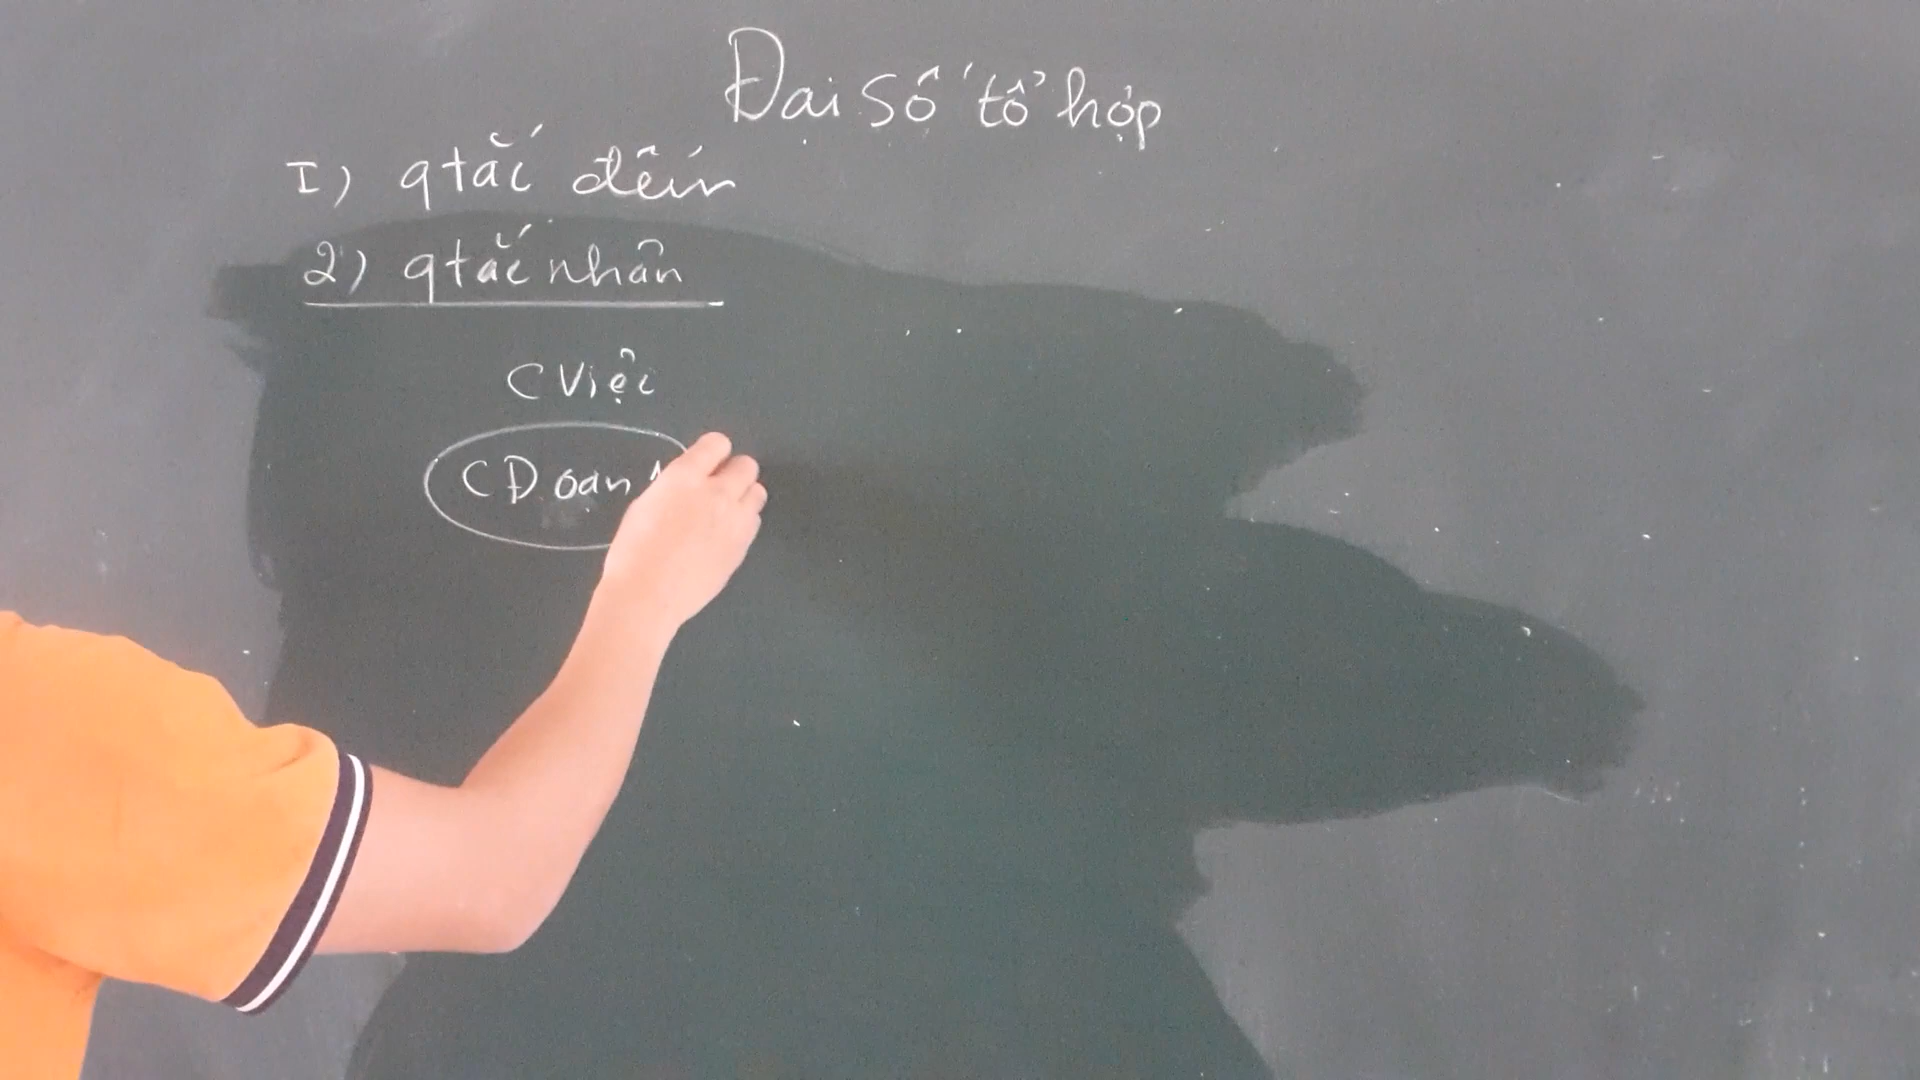 Đại số tổ hợp
I) qtắc đếm
2) qtắc nhân
CViệc
CĐoạn 1